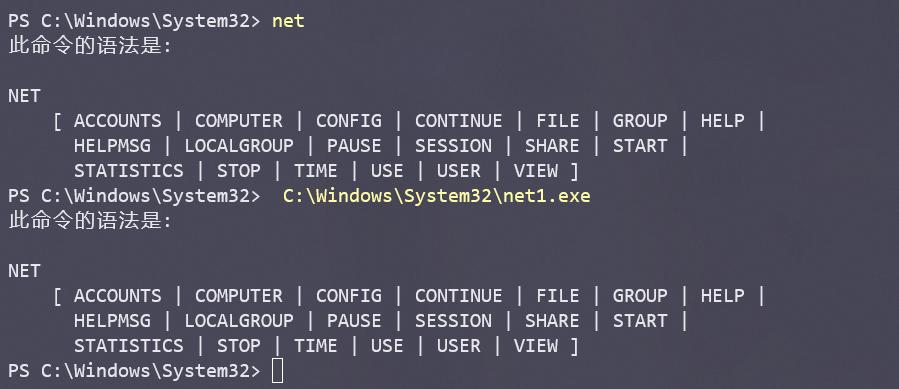 PS C:\Windows\System32> net
此命令的语法是:
NET
[ ACCOUNTS | COMPUTER | CONFIG | CONTINUE | FILE | GROUP | HELP |
HELPMSG | LOCALGROUP | PAUSE | SESSION | SHARE | START |
STATISTICS | STOP | TIME | USE | USER | VIEW ]
PS C:\Windows\System32>  C:\Windows\System32\net1.exe
此命令的语法是:
NET
[ ACCOUNTS | COMPUTER | CONFIG | CONTINUE | FILE | GROUP | HELP |
HELPMSG | LOCALGROUP | PAUSE | SESSION | SHARE | START |
STATISTICS | STOP | TIME | USE | USER | VIEW ]
PS C:\Windows\System32>